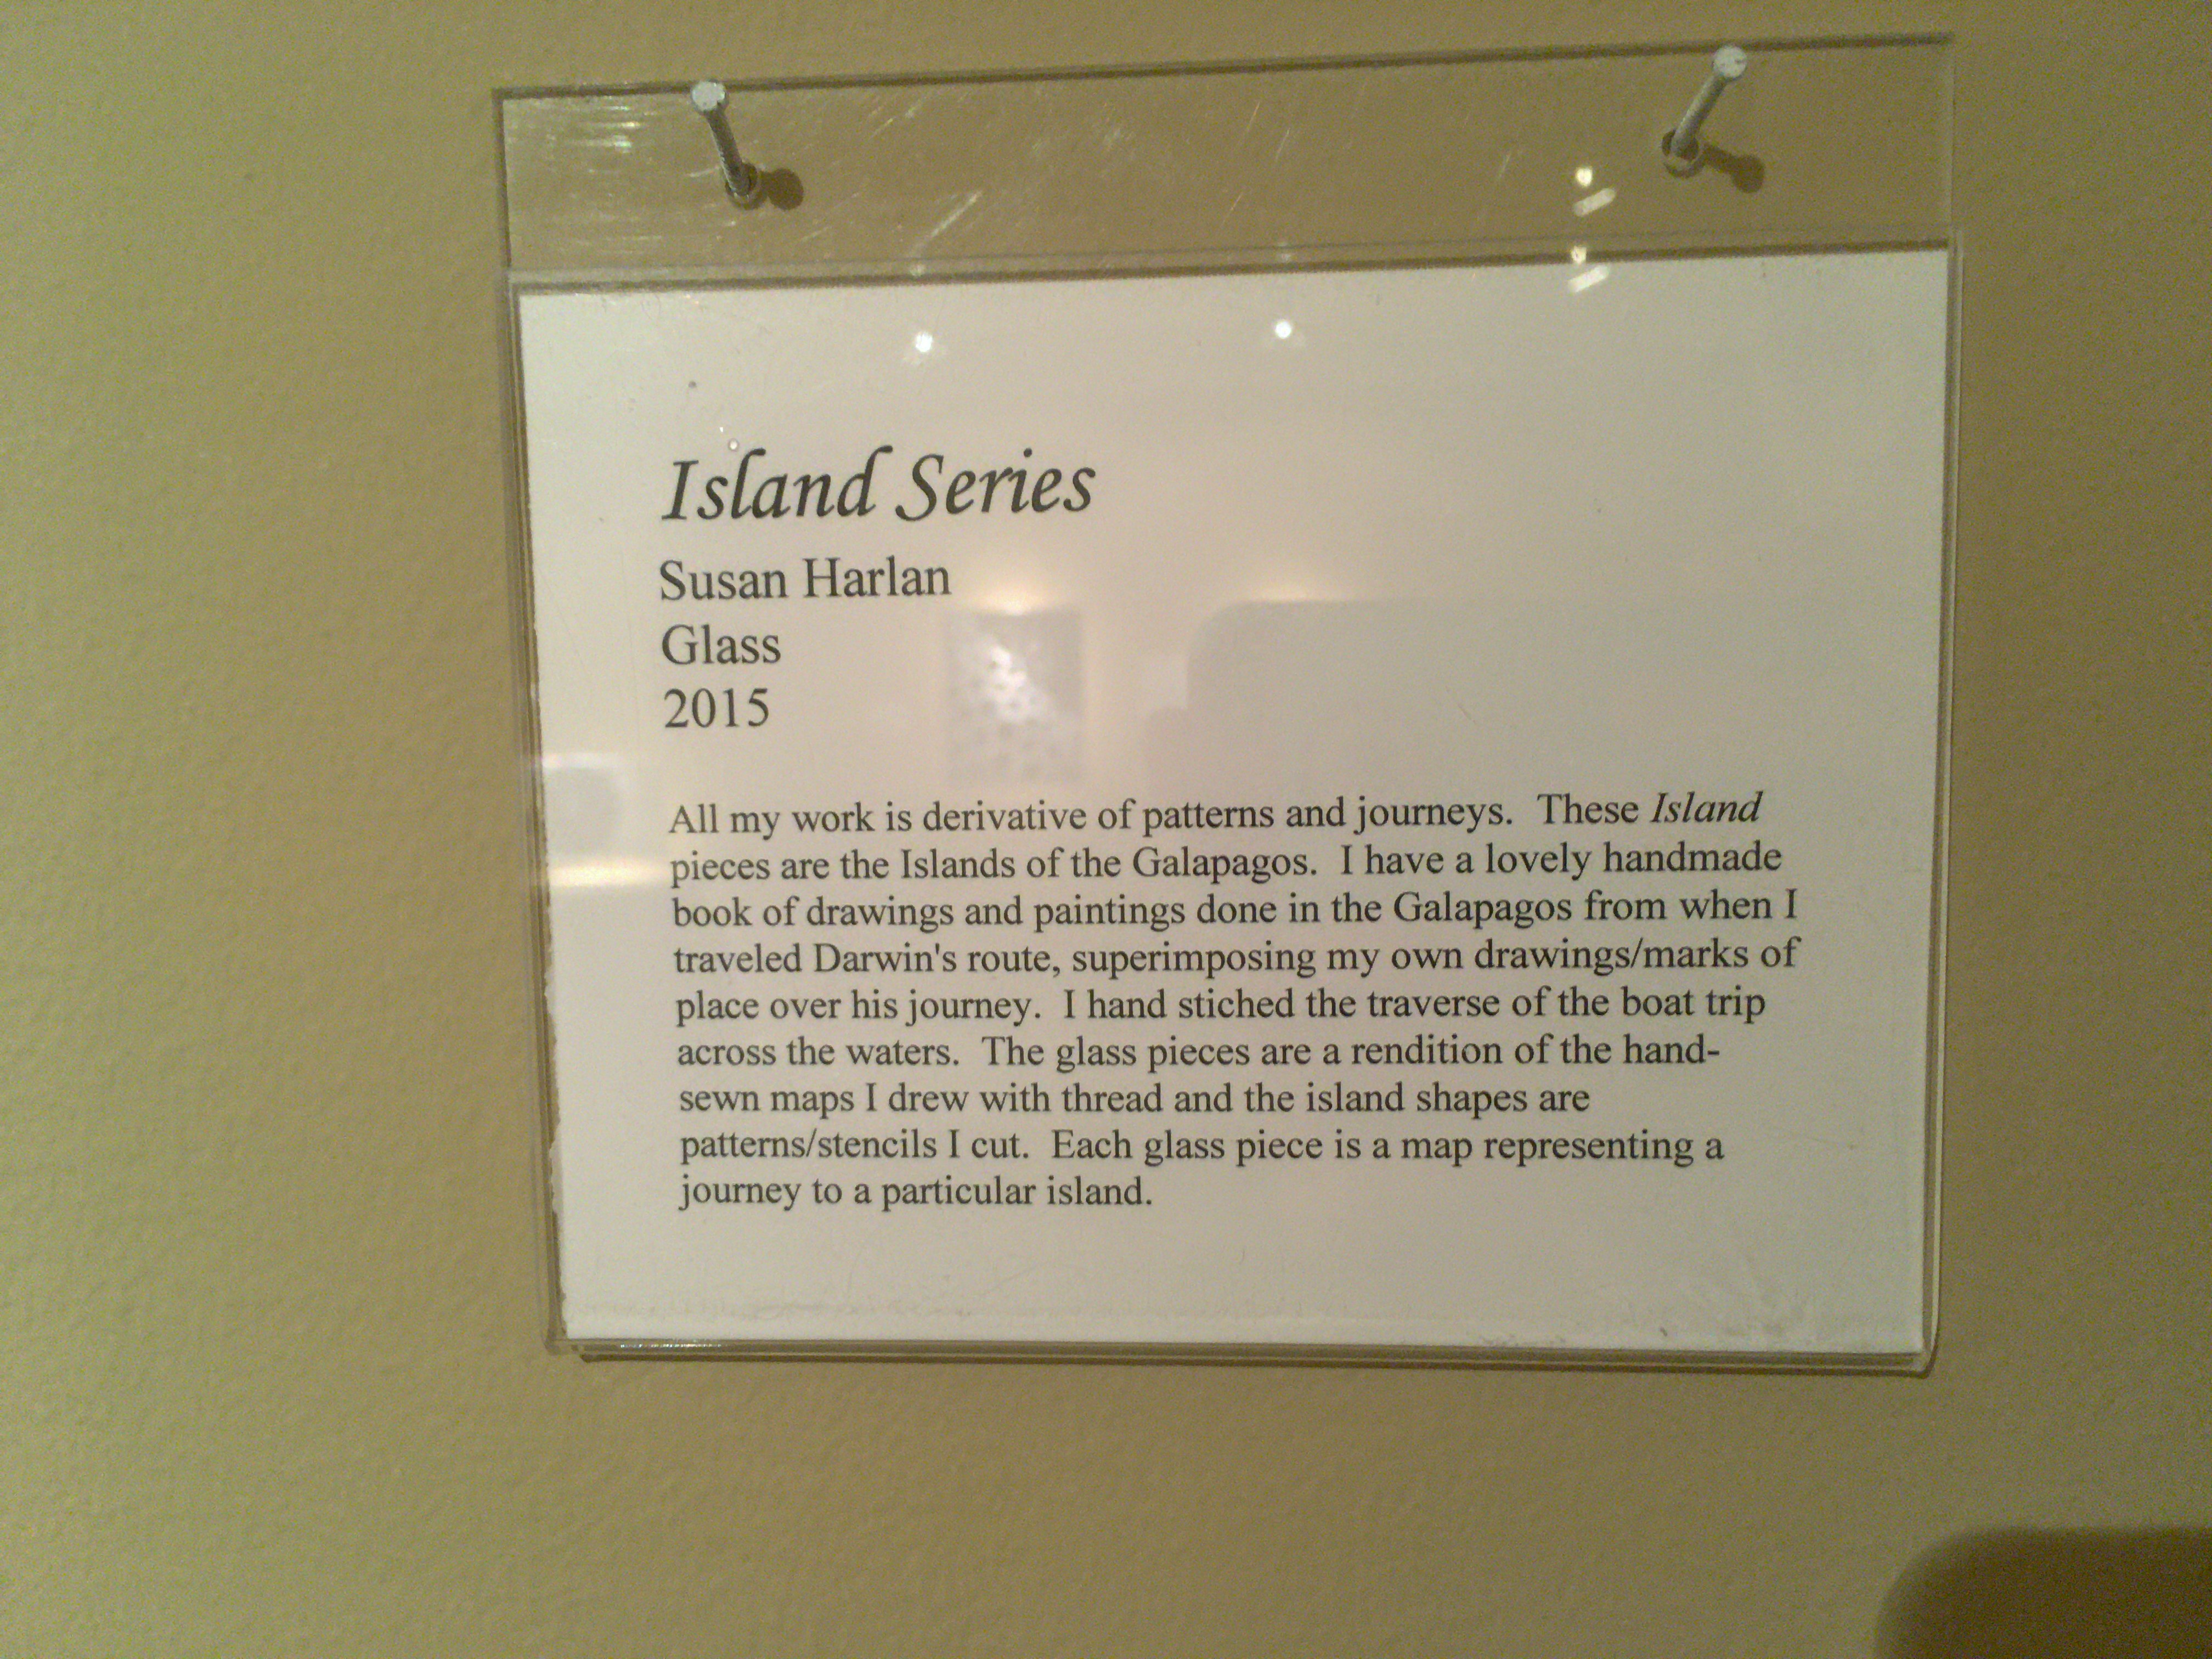 Island Series
Susan Harlan
Glass
2015
All my work is derivative of patterns and journeys.  These Island
pieces are the Islands of the Galapagos.  I have a lovely handmade
book of drawings and paintings done in the Galapagos from when I
traveled Darwin's route, superimposing my own drawings/marks of
place over his journey.  I hand stiched the traverse of the boat trip
across the waters.  The glass pieces are a rendition of the hand-
sewn maps I drew with thread and the island shapes are
patterns/stencils I cut.  Each glass piece is a map representing a
journey to a particular island.